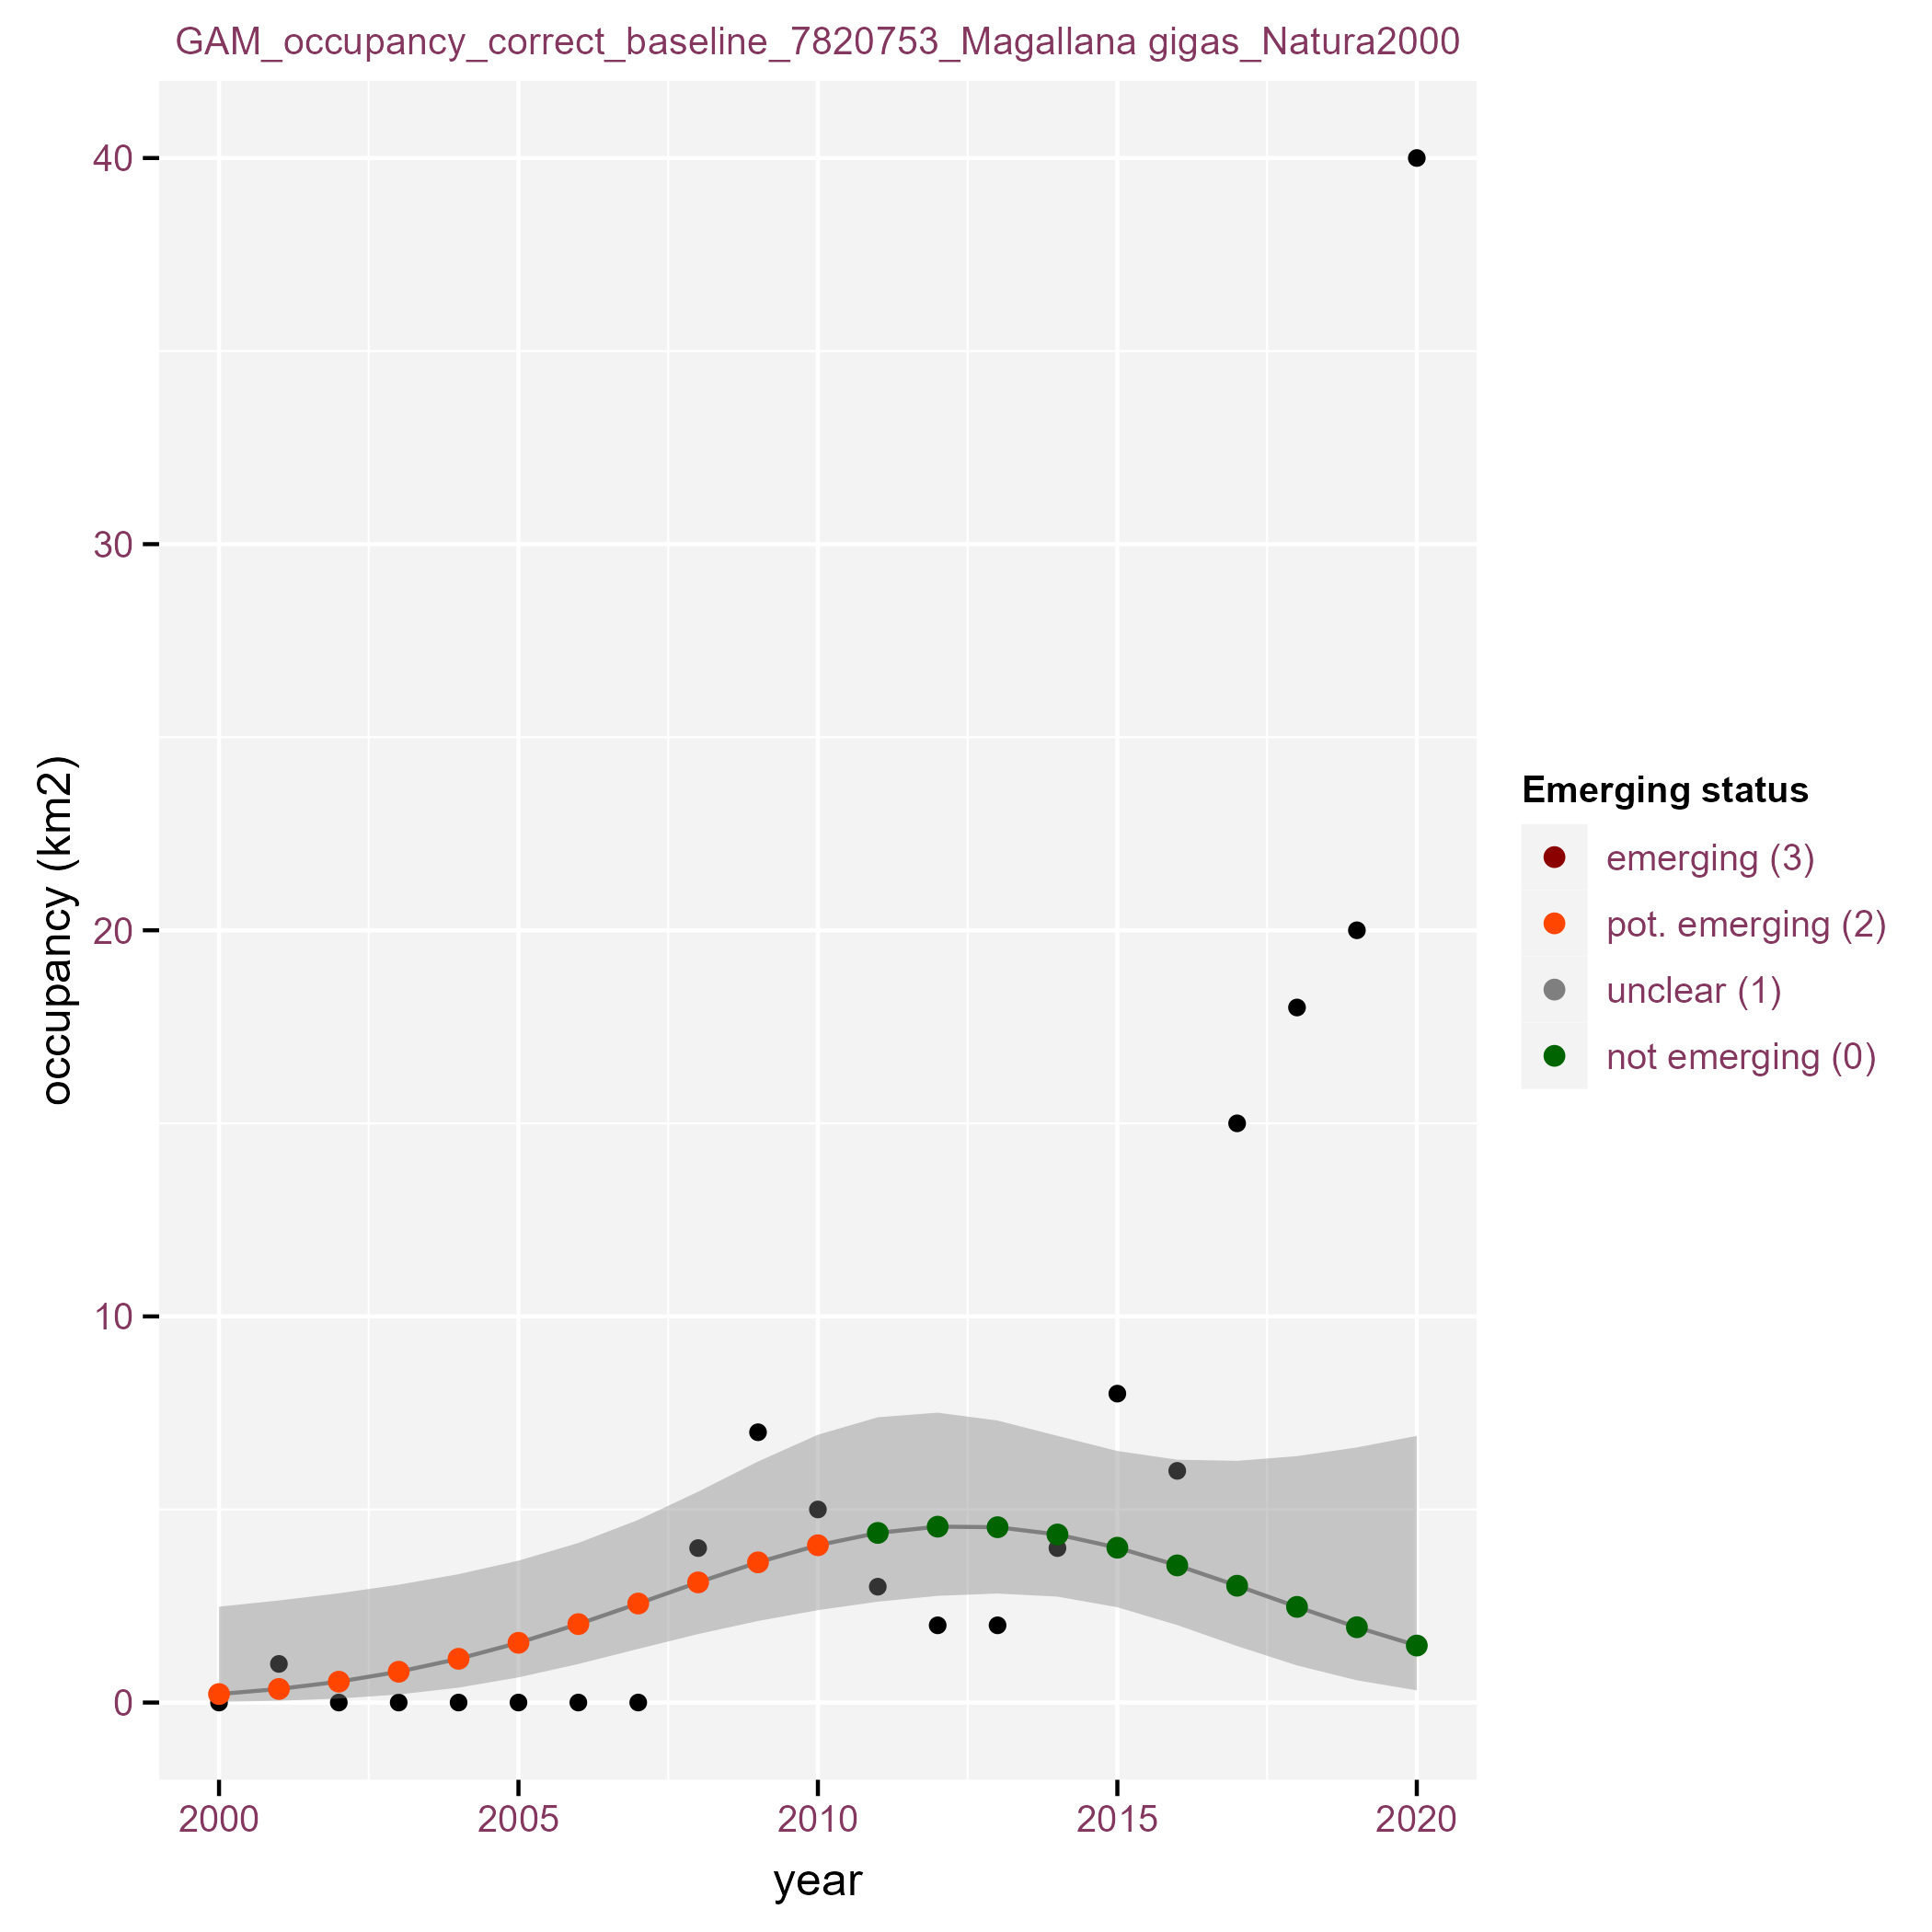 GAM_occupancy_correct_baseline_7820753_Magallana gigas_Natura2000
40
30
20
10
0
occupancy (km2)
2000
2005
2010
2015
2020
year
Emerging status
emerging (3)
pot. emerging (2)
unclear (1)
not emerging (0)